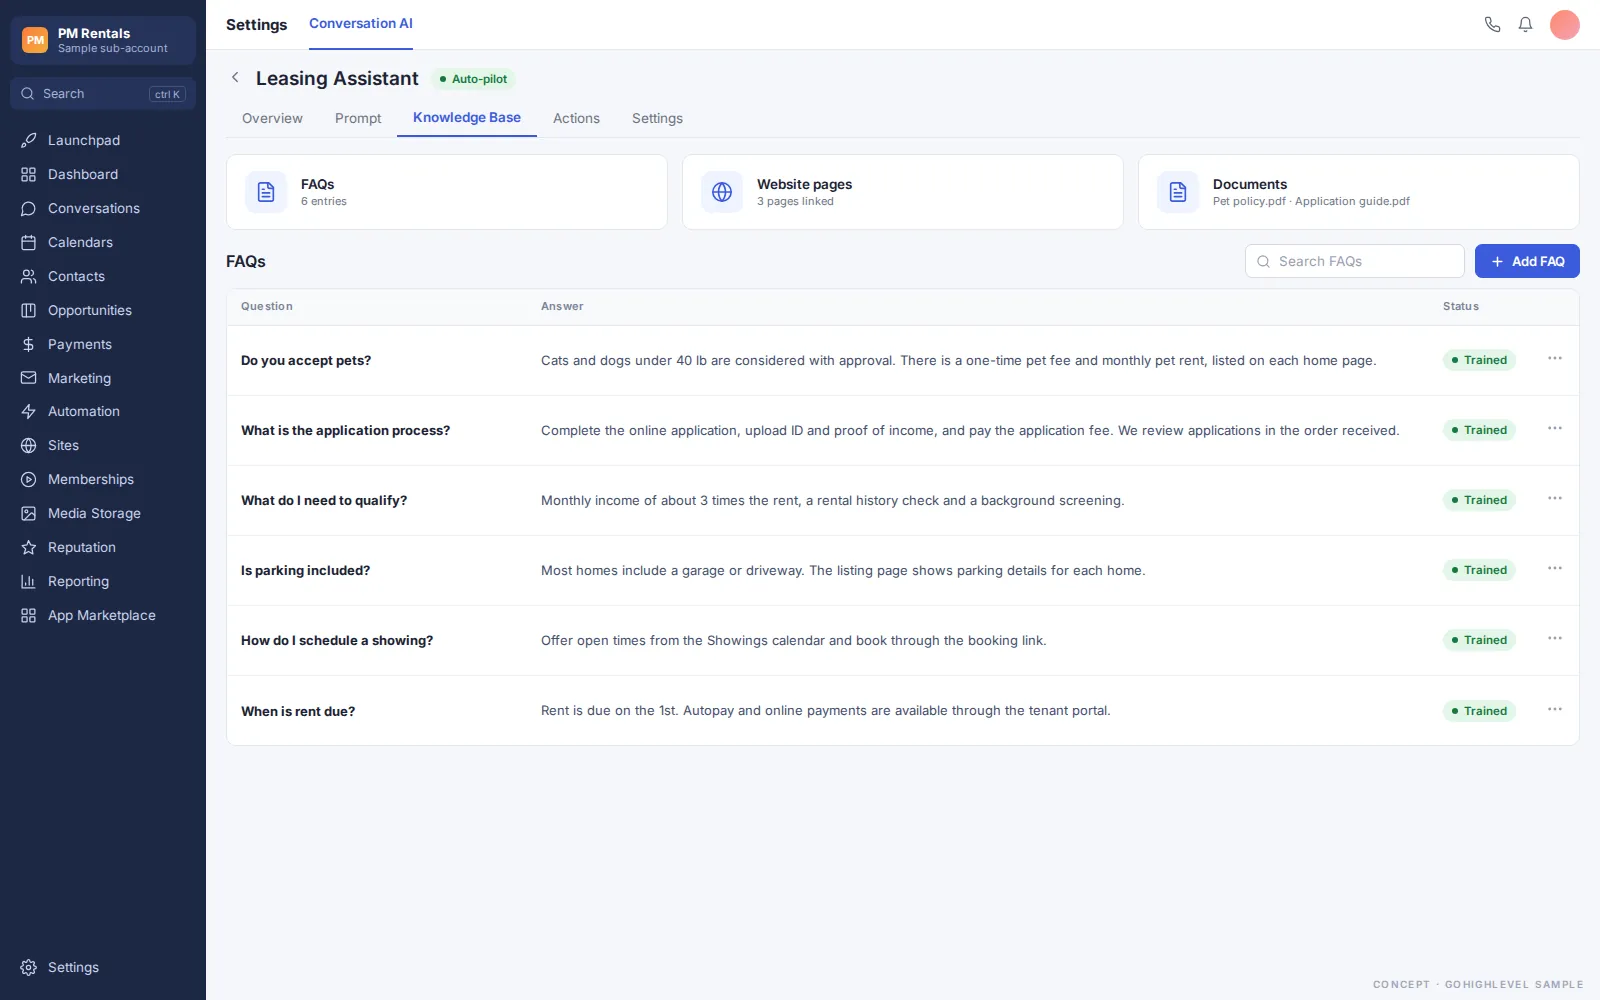 PM
PM Rentals
Sample sub-account
Search
ctrl K
Launchpad
Dashboard
Conversations
Calendars
Contacts
Opportunities
Payments
Marketing
Automation
Sites
Memberships
Media Storage
Reputation
Reporting
App Marketplace
Settings
Settings
Conversation AI
Leasing Assistant
Auto-pilot
Overview
Prompt
Knowledge Base
Actions
Settings
FAQs
6 entries
Website pages
3 pages linked
Documents
Pet policy.pdf · Application guide.pdf
FAQs
Search FAQs
Add FAQ
Question
Answer
Status
Do you accept pets?
Cats and dogs under 40 lb are considered with approval. There is a one-time pet fee and monthly pet rent, listed on each home page.
Trained
What is the application process?
Complete the online application, upload ID and proof of income, and pay the application fee. We review applications in the order received.
Trained
What do I need to qualify?
Monthly income of about 3 times the rent, a rental history check and a background screening.
Trained
Is parking included?
Most homes include a garage or driveway. The listing page shows parking details for each home.
Trained
How do I schedule a showing?
Offer open times from the Showings calendar and book through the booking link.
Trained
When is rent due?
Rent is due on the 1st. Autopay and online payments are available through the tenant portal.
Trained
CONCEPT · GOHIGHLEVEL SAMPLE